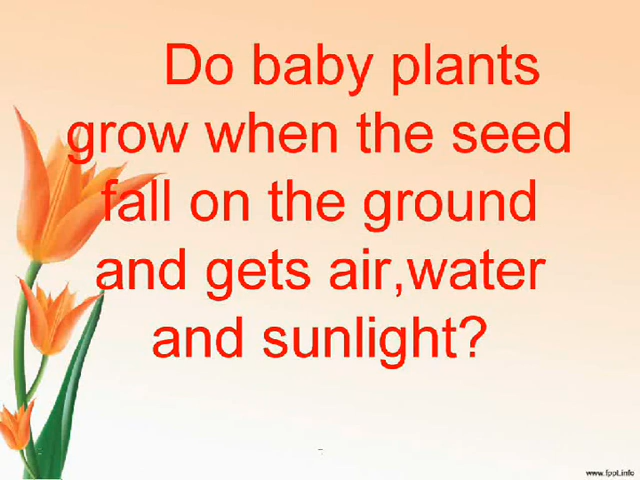 Do baby plants
grow when the seed
fall on the ground
and gets air,water
and sunlight?
www.fppt.info